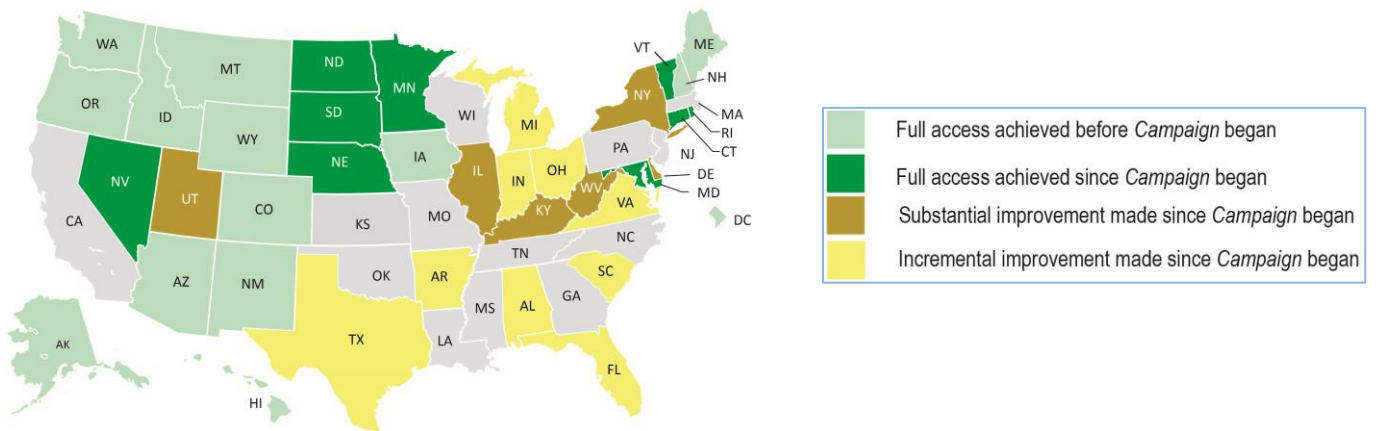 WA
MT
ND
MN
VT
ME
OR
ID
SD
WI
NY
NH
WY
MI
MA
RI
NV
NE
IA
PA
CT
NJ
UT
IL
IN
OH
DE
CA
CO
WV
MD
KS
MO
KY
VA
DC
AZ
NM
OK
AR
TN
NC
SC
MS
AL
GA
TX
LA
AK
FL
HI
Full access achieved before Campaign began
Full access achieved since Campaign began
Substantial improvement made since Campaign began
Incremental improvement made since Campaign began